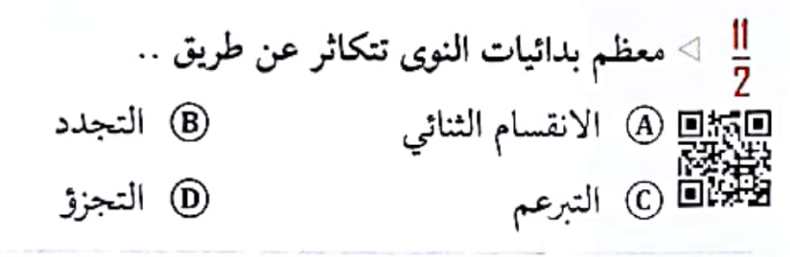 11/2 ◁ معظم بدائيات النوى تتكاثر عن طريق ..
A الانقسام الثنائي B التجدد
C التبرعم D التجزؤ